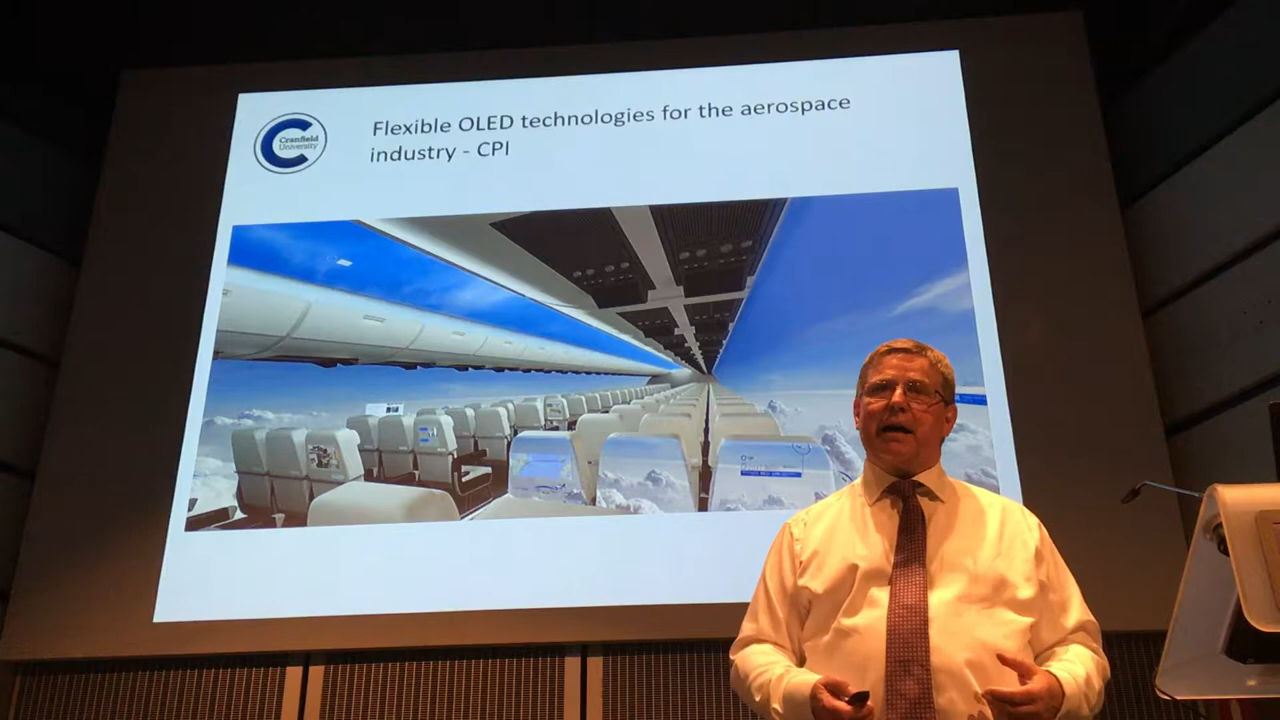 Cranfield
University
Flexible OLED technologies for the aerospace
industry - CPI